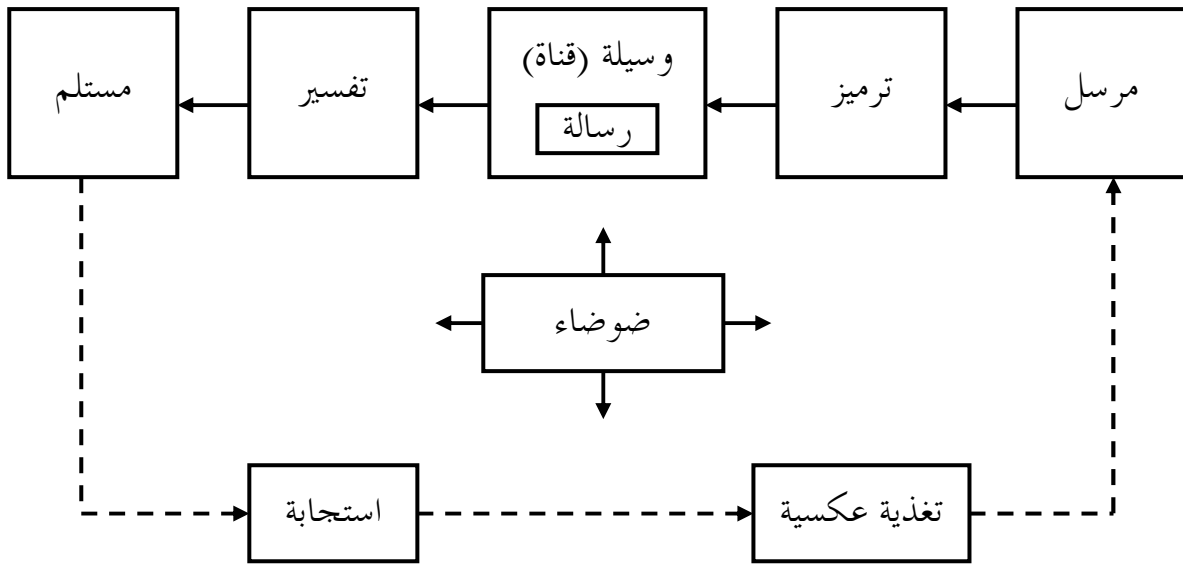 مرسل
ترميز
وسيلة (قناة)
رسالة
تفسير
مستلم
ضوضاء
تغذية عكسية
استجابة